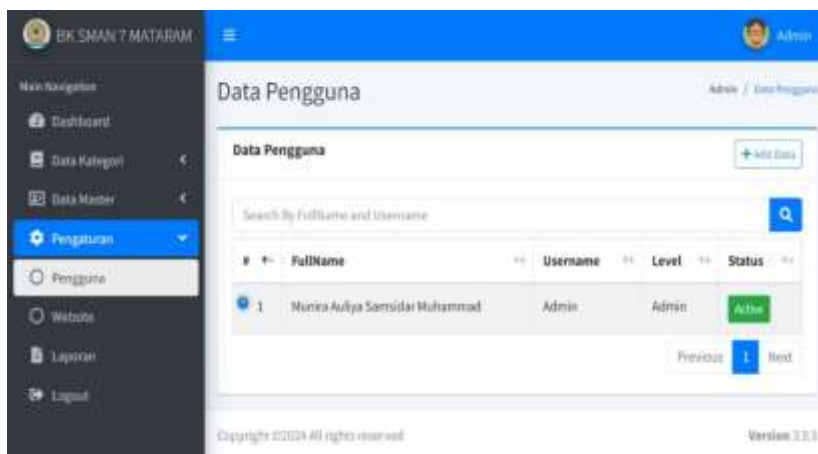 BK SMAN 7 MATARAM
Admin
Main Navigation
Dashboard
Data Kategori
Data Master
Pengaturan
Pengguna
Website
Laporan
Logout
Data Pengguna
Admin / Data Pengguna
Data Pengguna
+ Add Data
Search By FullName and Username
# FullName Username Level Status
1 Munira Auliya Samsidar Muhammad Admin Admin Active
Previous 1 Next
Copyright ©2024 All rights reserved
Version